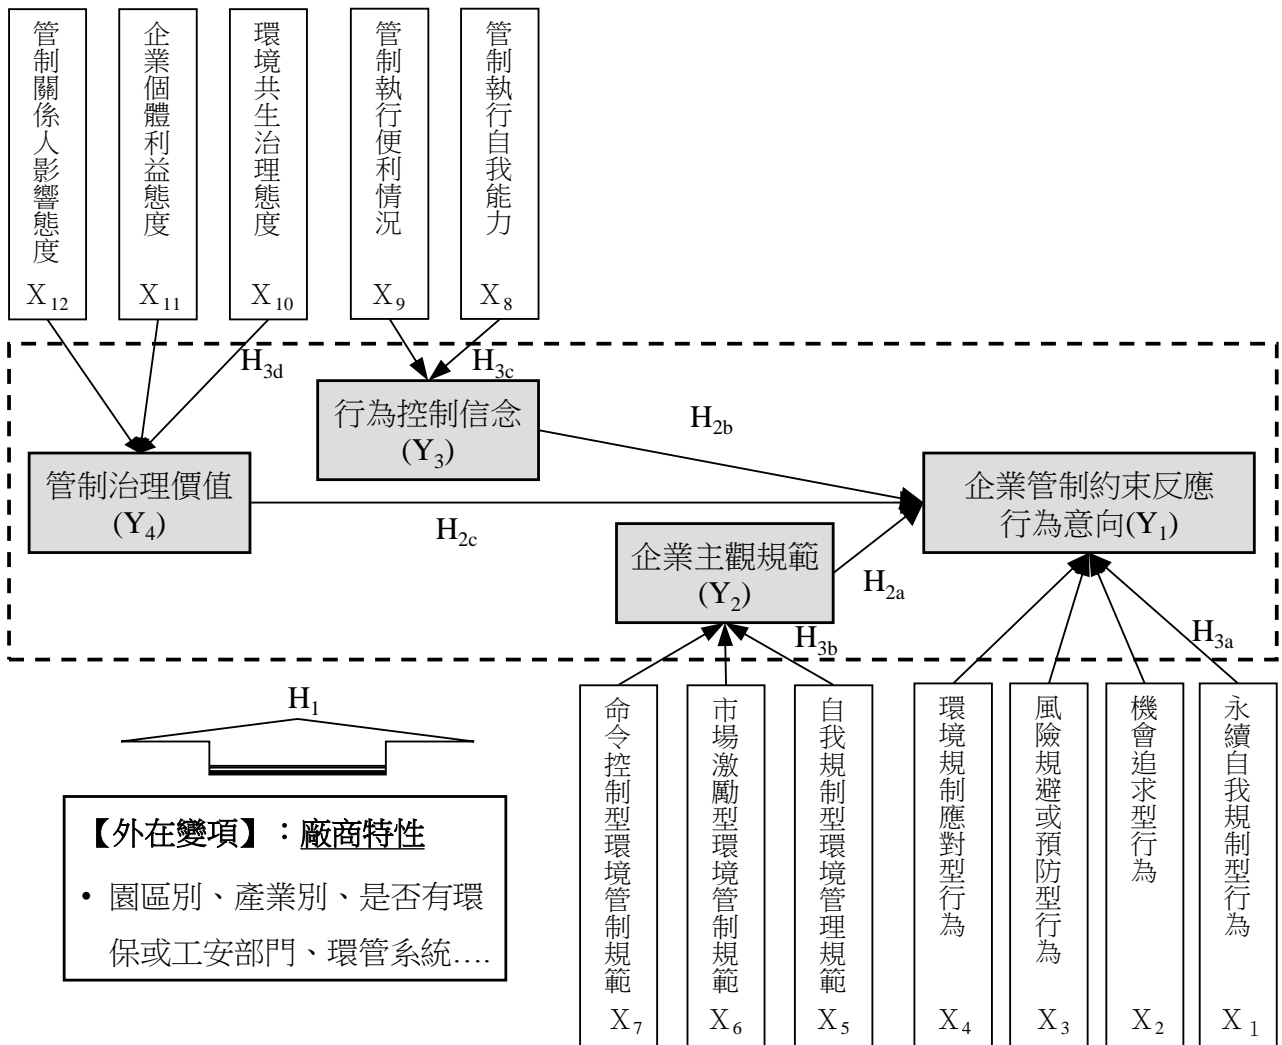 管制關係人影響態度
X12
企業個體利益態度
X11
環境共生治理態度
X10
管制執行便利情況
X9
管制執行自我能力
X8
H3d
H3c
行為控制信念
(Y3)
H2b
管制治理價值
(Y4)
H2c
企業管制約束反應
行為意向(Y1)
企業主觀規範
(Y2)
H2a
H3b
H3a
H1
【外在變項】：廠商特性
• 園區別、產業別、是否有環
保或工安部門、環管系統....
命令控制型環境管制規範
X7
市場激勵型環境管制規範
X6
自我規制型環境管理規範
X5
環境規制應對型行為
X4
風險規避或預防型行為
X3
機會追求型行為
X2
永續自我規制型行為
X1